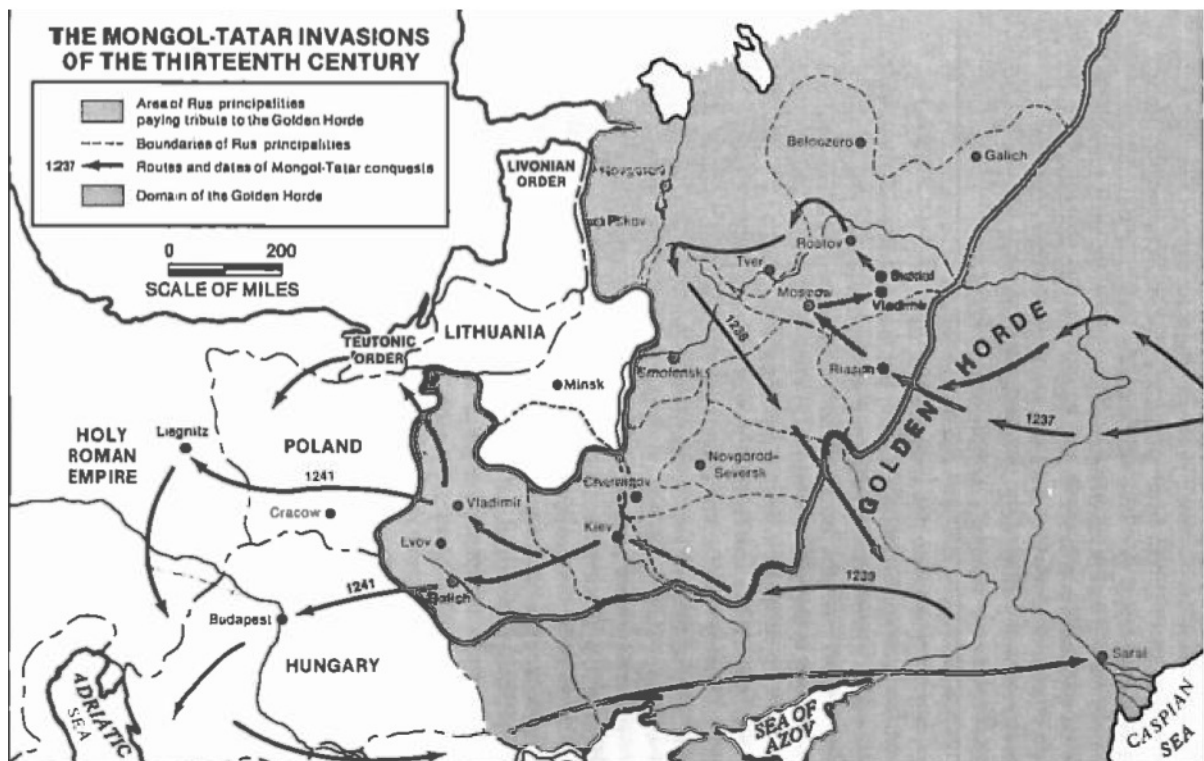 THE MONGOL-TATAR INVASIONS
OF THE THIRTEENTH CENTURY
Area of Rus principalities
paying tribute to the Golden Horde
Boundaries of Rus principalities
1237
Routes and dates of Mongol-Tatar conquests
Domain of the Golden Horde
0
200
SCALE OF MILES
LIVONIAN
ORDER
Novgorod
Pskov
Beloozero
Galich
Rostov
Tver
Suzdal
Moscow
Vladimir
1238
LITHUANIA
TEUTONIC
ORDER
Smolensk
Riazan
GOLDEN HORDE
Minsk
1237
HOLY
ROMAN
EMPIRE
Liegnitz
POLAND
Novgorod-
Seversk
1241
Chernigov
Cracow
Vladimir
Kiev
Lvov
1241
Galich
1239
Budapest
HUNGARY
Sarai
ADRIATIC
SEA
SEA OF
AZOV
CASPIAN
SEA